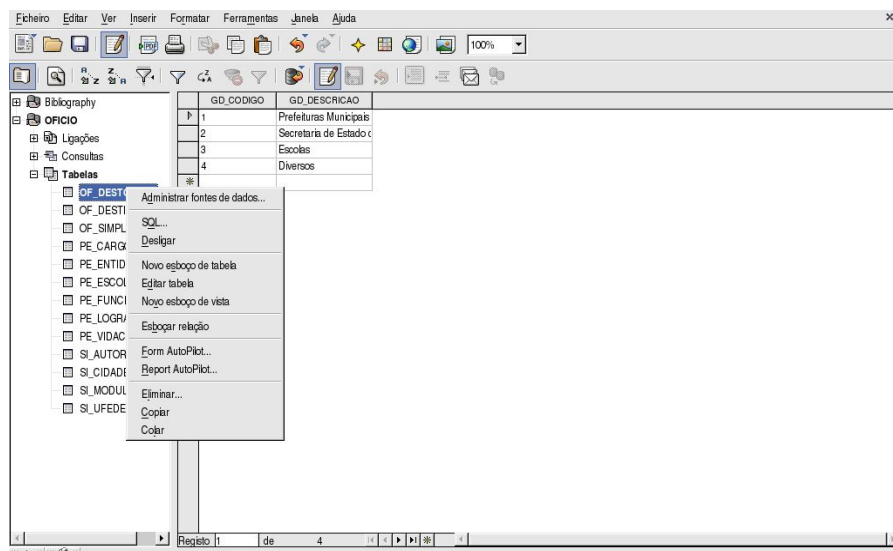 Ficheiro Editar Ver Inserir Formatar Ferramentas Janela Ajuda
100%
GD_CODIGO GD_DESCRICAO
1 Prefeituras Municipais
2 Secretaria de Estado
3 Escolas
4 Diversos
Bibliography
OFICIO
Ligações
Consultas
Tabelas
OF_DESTI
OF_SIMPL
PE_CARG
PE_ENTID
PE_ESCOL
PE_FUNCI
PE_LOGRA
PE_VIDAC
SI_AUTOR
SI_CIDADE
SI_MODUL
SI_UFEDE
Administrar fontes de dados...
SQL...
Desligar
Novo esboço de tabela
Editar tabela
Novo esboço de vista
Esboçar relação
Form AutoPilot...
Report AutoPilot...
Eliminar...
Copiar
Colar
Registo 1 de 4